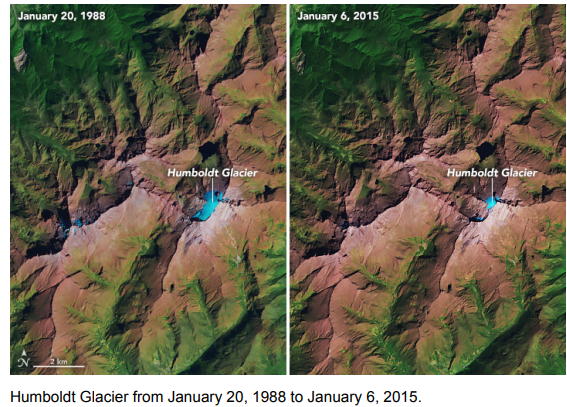 January 20, 1988
January 6, 2015
Humboldt Glacier
Humboldt Glacier
N
2 km
Humboldt Glacier from January 20, 1988 to January 6, 2015.